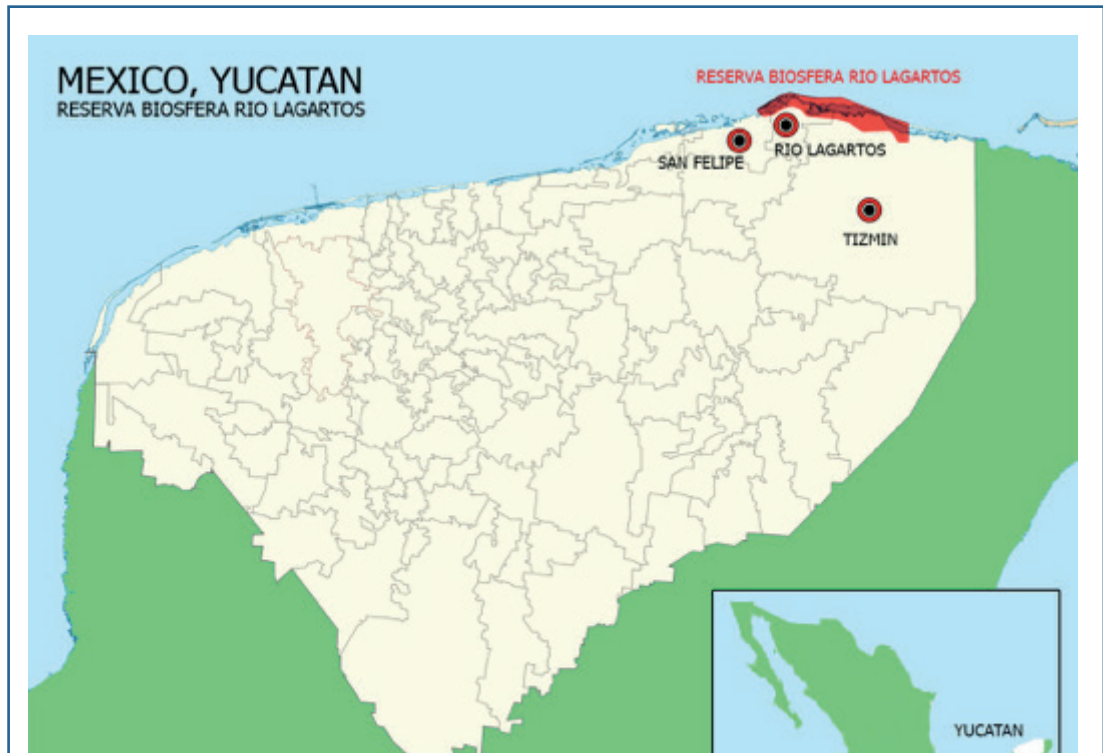 MEXICO, YUCATAN
RESERVA BIOSFERA RIO LAGARTOS
RESERVA BIOSFERA RIO LAGARTOS
SAN FELIPE
RIO LAGARTOS
TIZMIN
YUCATAN